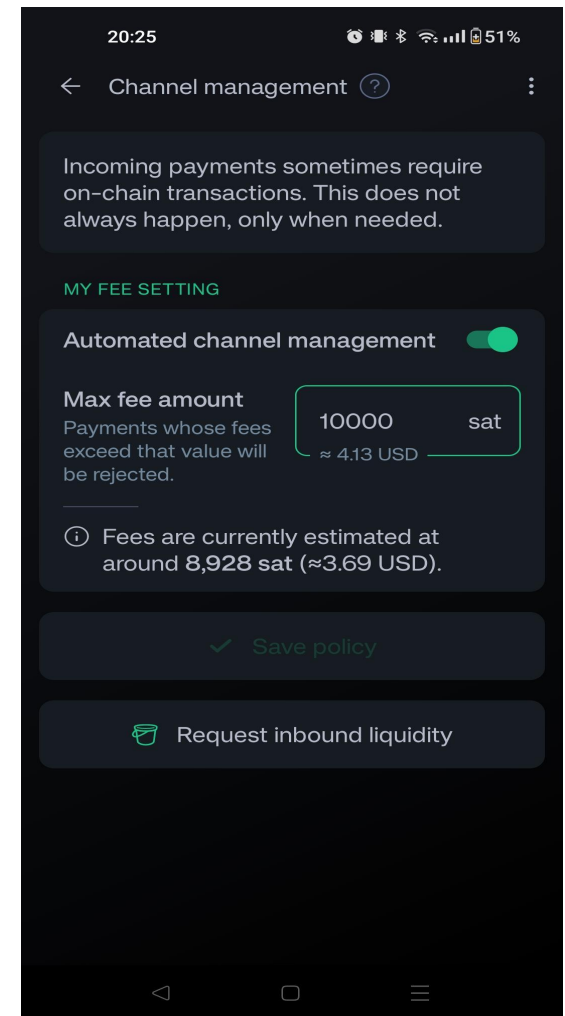 20:25
51%
Channel management ?
Incoming payments sometimes require
on-chain transactions. This does not
always happen, only when needed.
MY FEE SETTING
Automated channel management
Max fee amount
Payments whose fees
exceed that value will
be rejected.
10000 sat
≈ 4.13 USD
Fees are currently estimated at
around 8,928 sat (≈3.69 USD).
Save policy
Request inbound liquidity